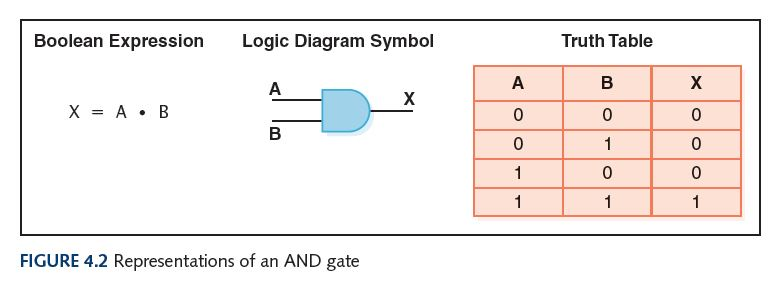 Boolean Expression Logic Diagram Symbol Truth Table
X = A • B
A
B
X
A B X
0 0 0
0 1 0
1 0 0
1 1 1
FIGURE 4.2 Representations of an AND gate